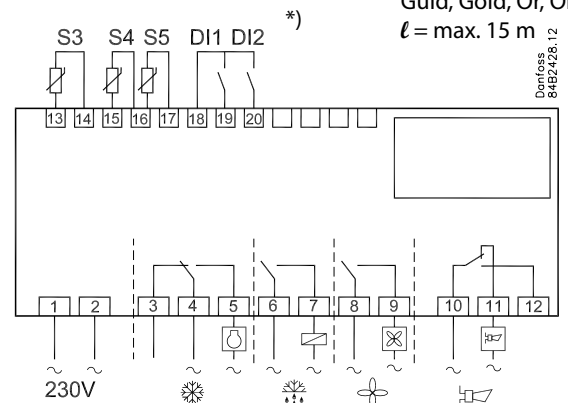 *)
Guld, Gold, Or, O
ℓ = max. 15 m
Danfoss
84B2428.12
S3 S4 S5 DI1 DI2
13 14 15 16 17 18 19 20
1 2 3 4 5 6 7 8 9 10 11 12
230V